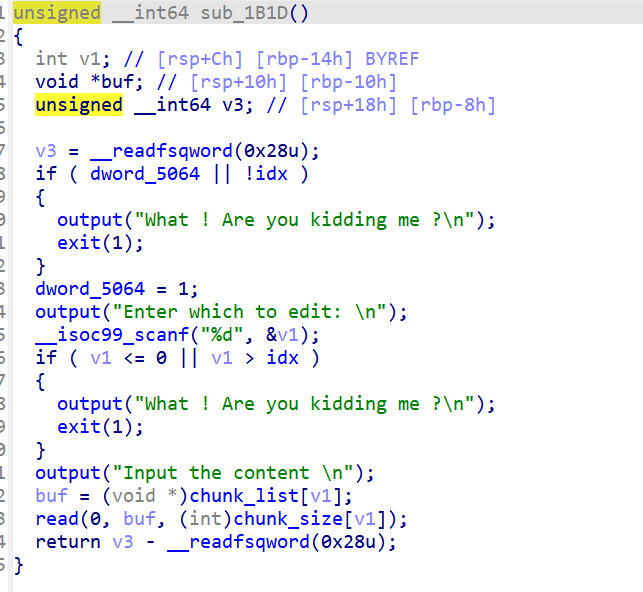 1 unsigned __int64 sub_1B1D()
2 {
3 int v1; // [rsp+Ch] [rbp-14h] BYREF
4 void *buf; // [rsp+10h] [rbp-10h]
5 unsigned __int64 v3; // [rsp+18h] [rbp-8h]
6
7 v3 = __readfsqword(0x28u);
8 if ( dword_5064 || !idx )
9 {
0 output("What ! Are you kidding me ?\n");
1 exit(1);
2 }
3 dword_5064 = 1;
4 output("Enter which to edit: \n");
5 __isoc99_scanf("%d", &v1);
6 if ( v1 <= 0 || v1 > idx )
7 {
8 output("What ! Are you kidding me ?\n");
9 exit(1);
0 }
1 output("Input the content \n");
2 buf = (void *)chunk_list[v1];
3 read(0, buf, (int)chunk_size[v1]);
4 return v3 - __readfsqword(0x28u);
5 }